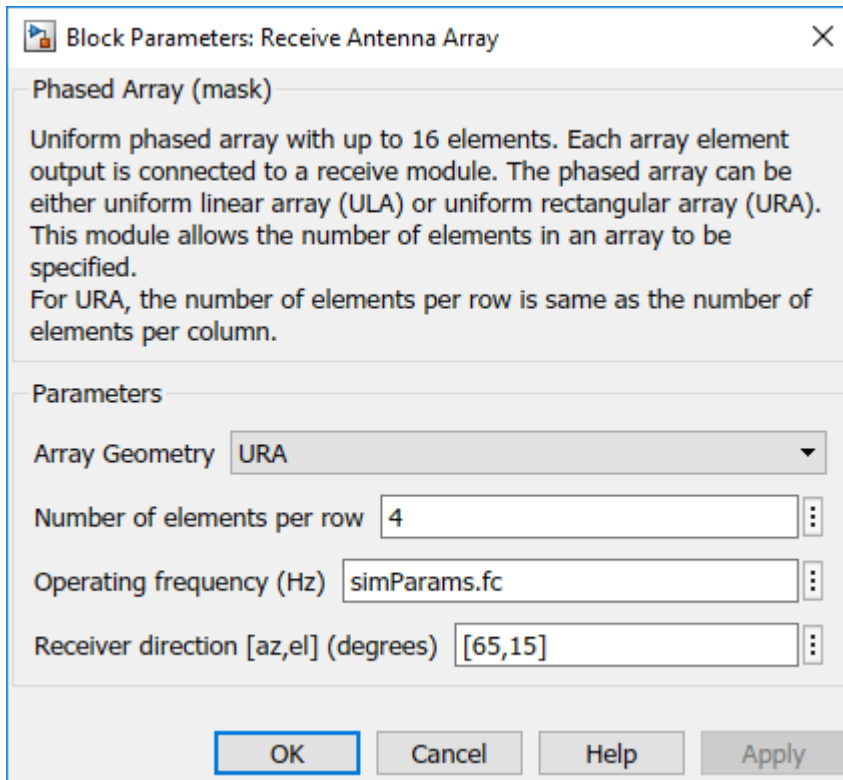 Block Parameters: Receive Antenna Array
Phased Array (mask)
Uniform phased array with up to 16 elements. Each array element
output is connected to a receive module. The phased array can be
either uniform linear array (ULA) or uniform rectangular array (URA).
This module allows the number of elements in an array to be
specified.
For URA, the number of elements per row is same as the number of
elements per column.
Parameters
Array Geometry URA
Number of elements per row 4
Operating frequency (Hz) simParams.fc
Receiver direction [az,el] (degrees) [65,15]
OK Cancel Help Apply